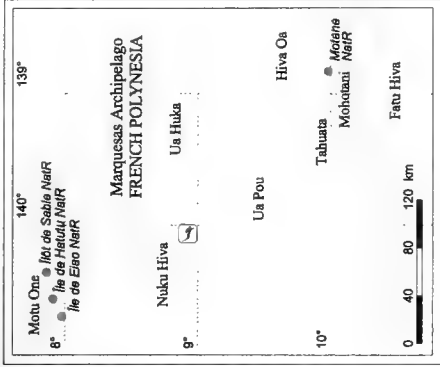 139°
140°
Marquesas Archipelago
FRENCH POLYNESIA
Motu One
Îlôt de Sable NatR
Île de Hatutu NatR
Île de Eiao NatR
8°
Nuku Hiva
Ua Huka
9°
Ua Pou
Hiva Oa
Tahuata
Mohotani
Motane
NatR
10°
Fatu Hiva
0 40 80 120 km